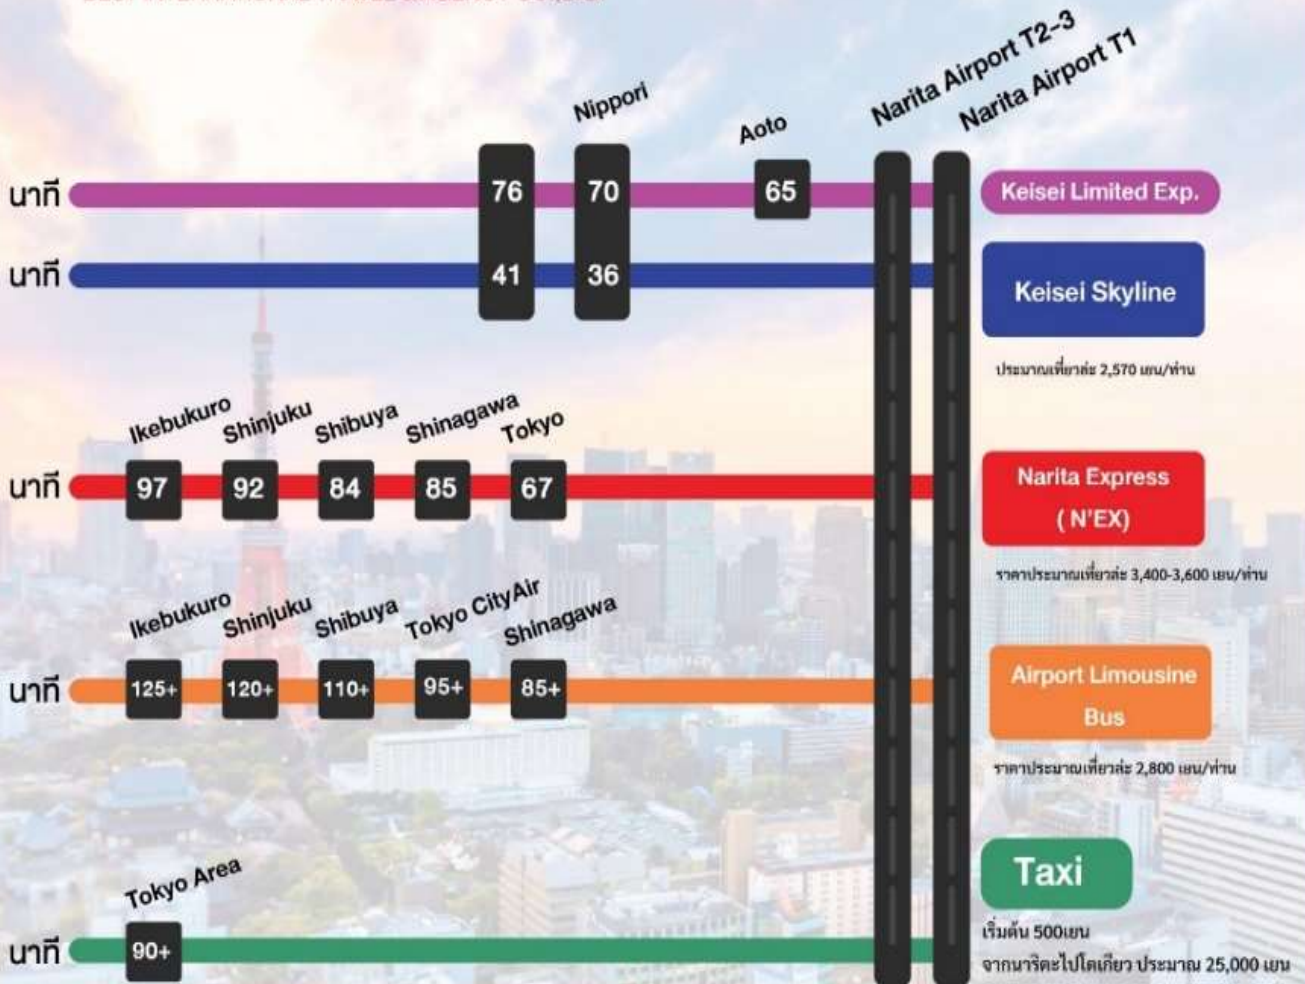 Narita Airport T2-3
Narita Airport T1
Nippori
Aoto
นาที
76
70
65
Keisei Limited Exp.
นาที
41
36
Keisei Skyline
ประมาณเที่ยวล่ะ 2,570 เยน/ท่าน
Ikebukuro
Shinjuku
Shibuya
Shinagawa
Tokyo
นาที
97
92
84
85
67
Narita Express
( N'EX)
ราคาประมาณเที่ยวล่ะ 3,400-3,600 เยน/ท่าน
Ikebukuro
Shinjuku
Shibuya
Tokyo CityAir
Shinagawa
นาที
125+
120+
110+
95+
85+
Airport Limousine
Bus
ราคาประมาณเที่ยวล่ะ 2,800 เยน/ท่าน
Tokyo Area
นาที
90+
Taxi
เริ่มต้น 500เยน
จากนาริตะไปโตเกียว ประมาณ 25,000 เยน